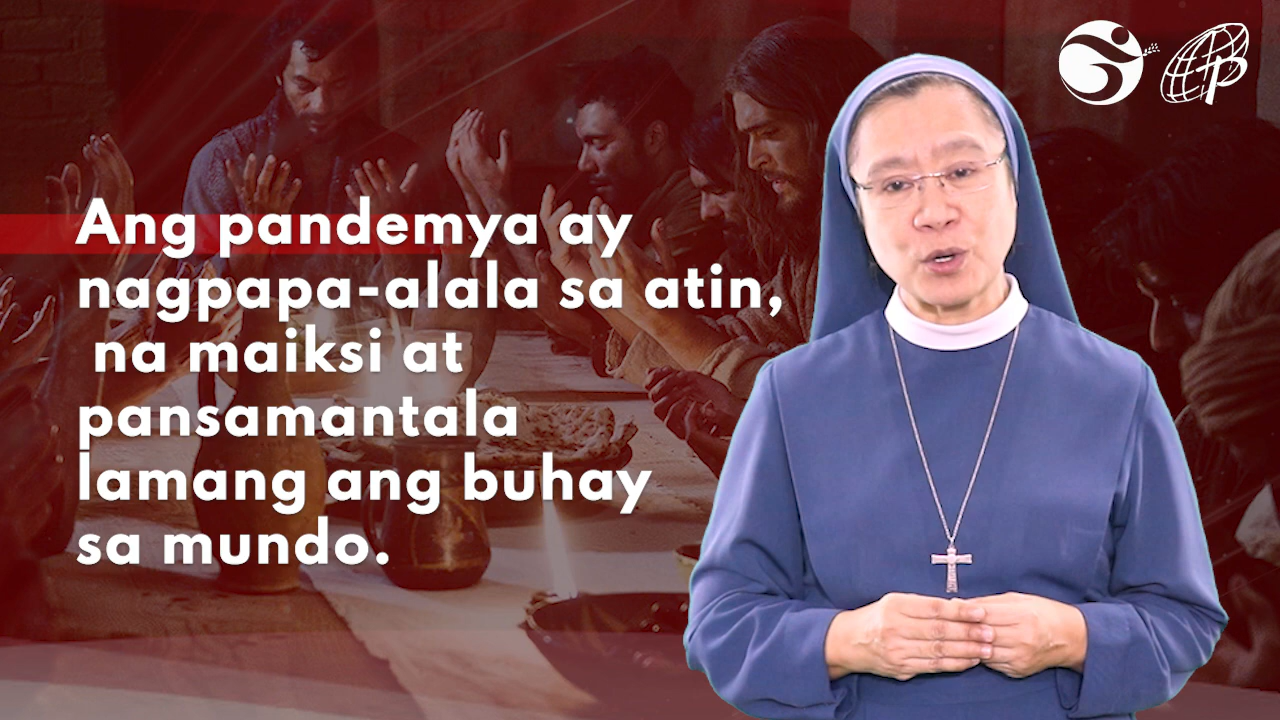 Ang pandemya ay
nagpapa-alala sa atin,
na maiksi at
pansamantala
lamang ang buhay
sa mundo.